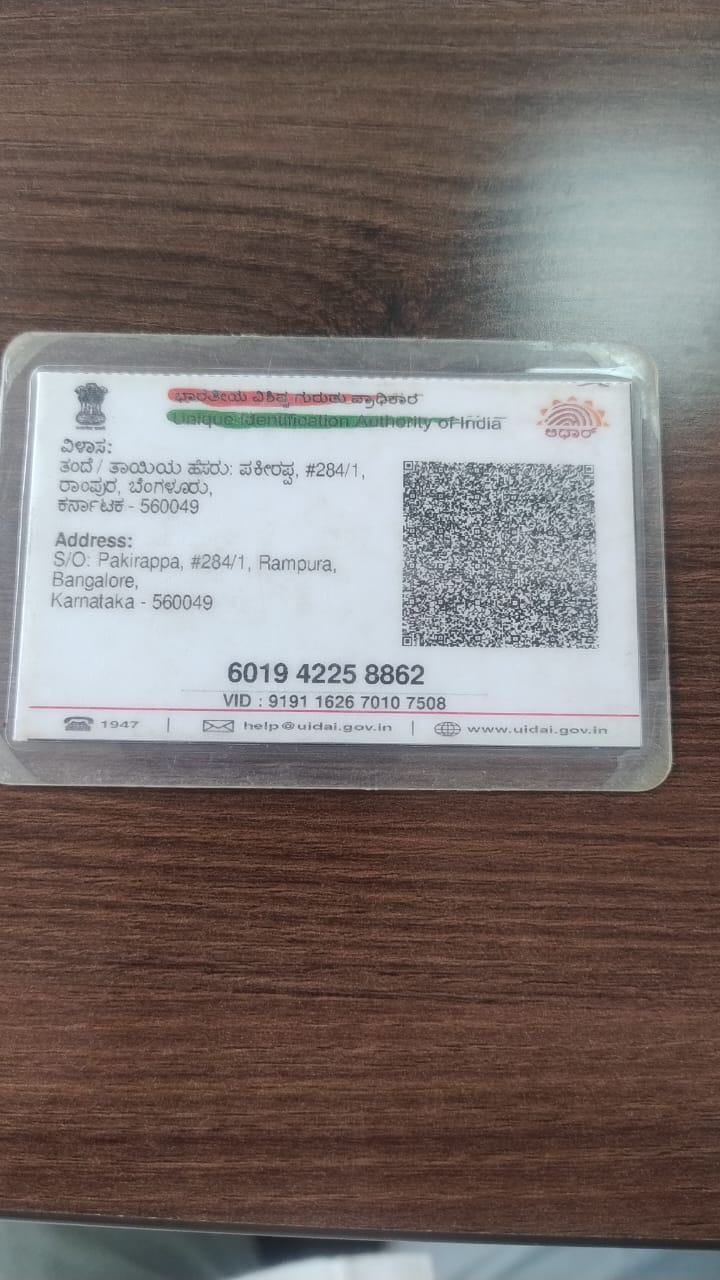 ಭಾರತೀಯ ವಿಶಿಷ್ಟ ಗುರುತು ಪ್ರಾಧಿಕಾರ
Unique Identification Authority of India
ಆಧಾರ್
ವಿಳಾಸ:
ತಂದೆ / ತಾಯಿಯ ಹೆಸರು: ಪಕೀರಪ್ಪ, #284/1,
ರಾಂಪುರ, ಬೆಂಗಳೂರು,
ಕರ್ನಾಟಕ - 560049
Address:
S/O: Pakirappa, #284/1, Rampura,
Bangalore,
Karnataka - 560049
6019 4225 8862
VID : 9191 1626 7010 7508
1947 | help@uidai.gov.in | www.uidai.gov.in